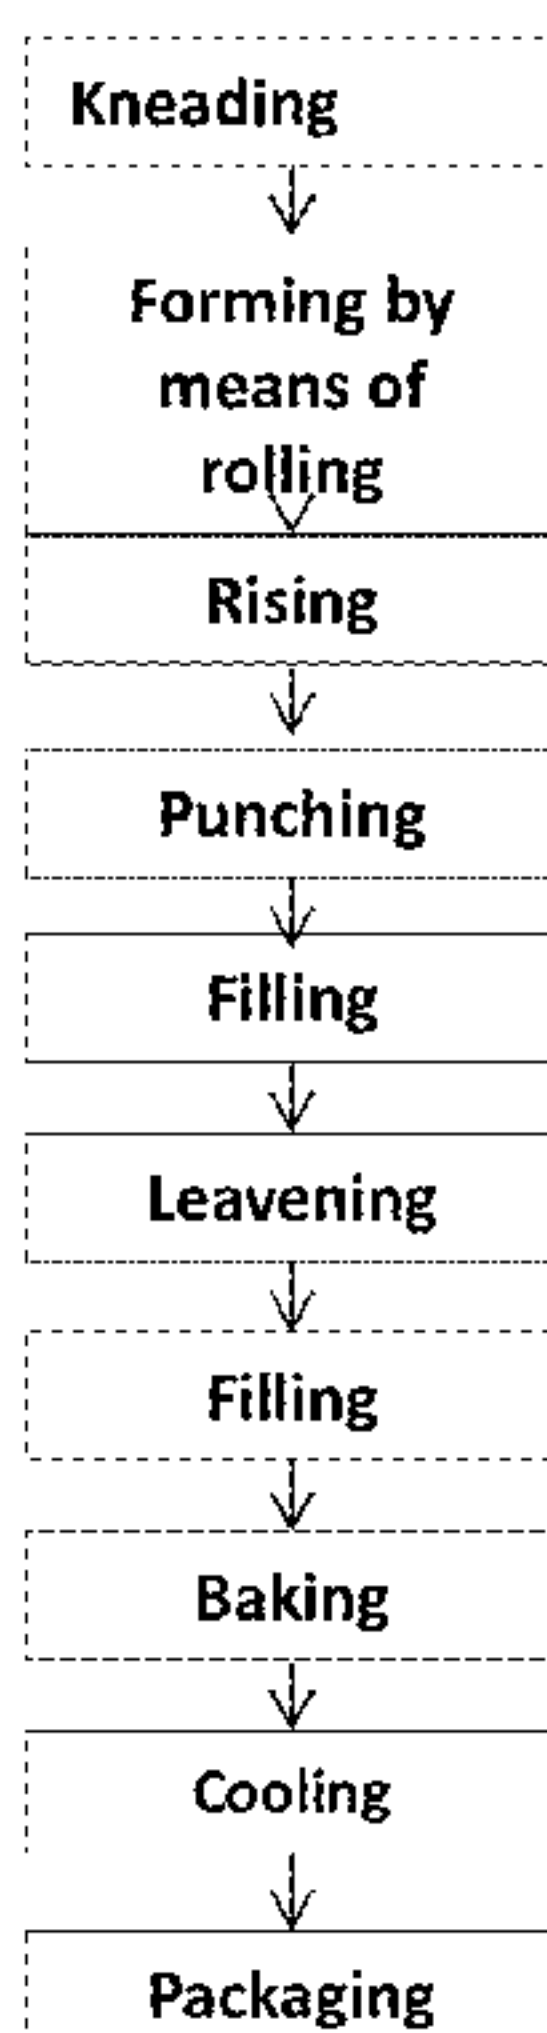 Kneading
Forming by
means of
rolling
Rising
Punching
Filling
Leavening
Filling
Baking
Cooling
Packaging